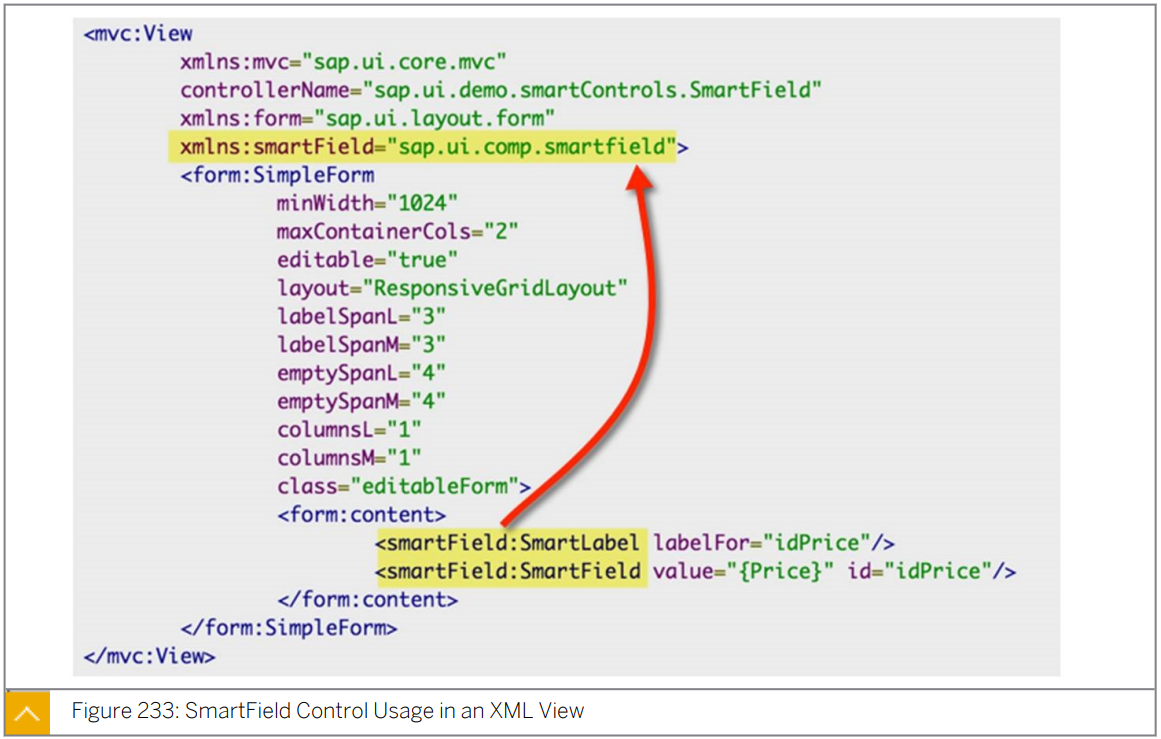 <mvc:View
xmlns:mvc="sap.ui.core.mvc"
controllerName="sap.ui.demo.smartControls.SmartField"
xmlns:form="sap.ui.layout.form"
xmlns:smartField="sap.ui.comp.smartfield">
<form:SimpleForm
minWidth="1024"
maxContainerCols="2"
editable="true"
layout="ResponsiveGridLayout"
labelSpanL="3"
labelSpanM="3"
emptySpanL="4"
emptySpanM="4"
columnsL="1"
columnsM="1"
class="editableForm">
<form:content>
<smartField:SmartLabel labelFor="idPrice"/>
<smartField:SmartField value="{Price}" id="idPrice"/>
</form:content>
</form:SimpleForm>
</mvc:View>
Figure 233: SmartField Control Usage in an XML View